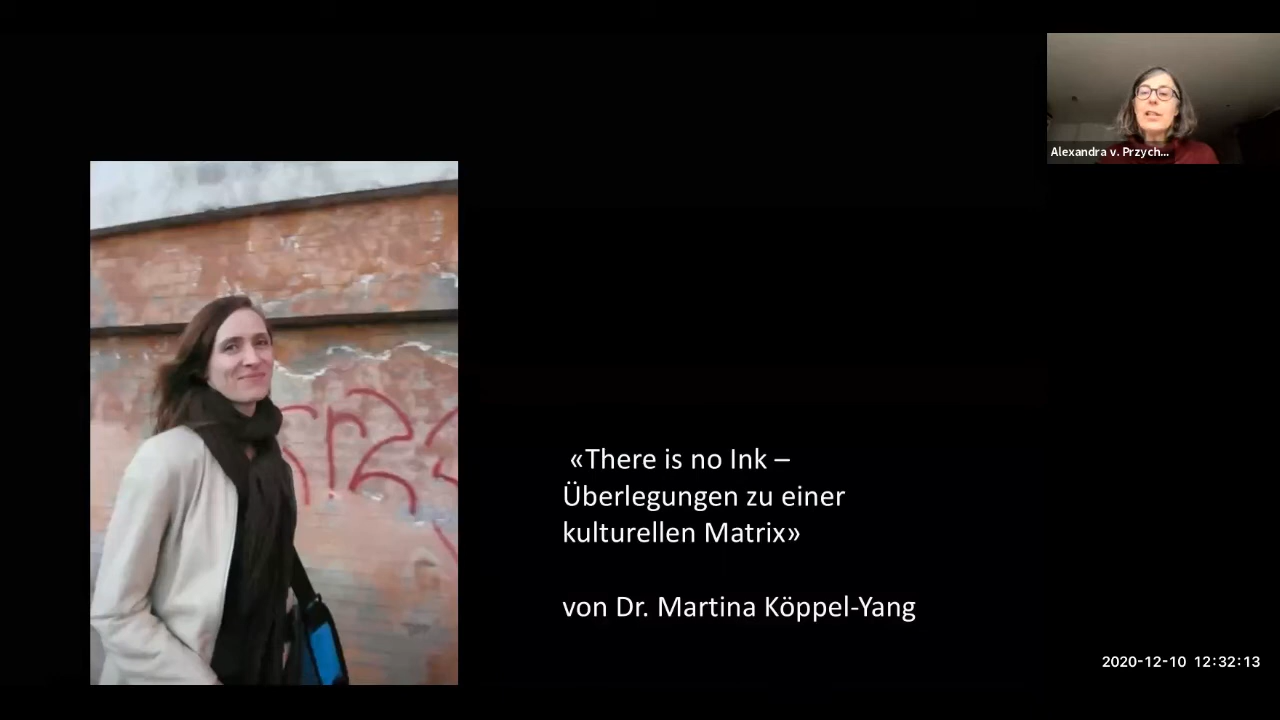 Alexandra v. Przych...
«There is no Ink –
Überlegungen zu einer
kulturellen Matrix»
von Dr. Martina Köppel-Yang
2020-12-10 12:32:13